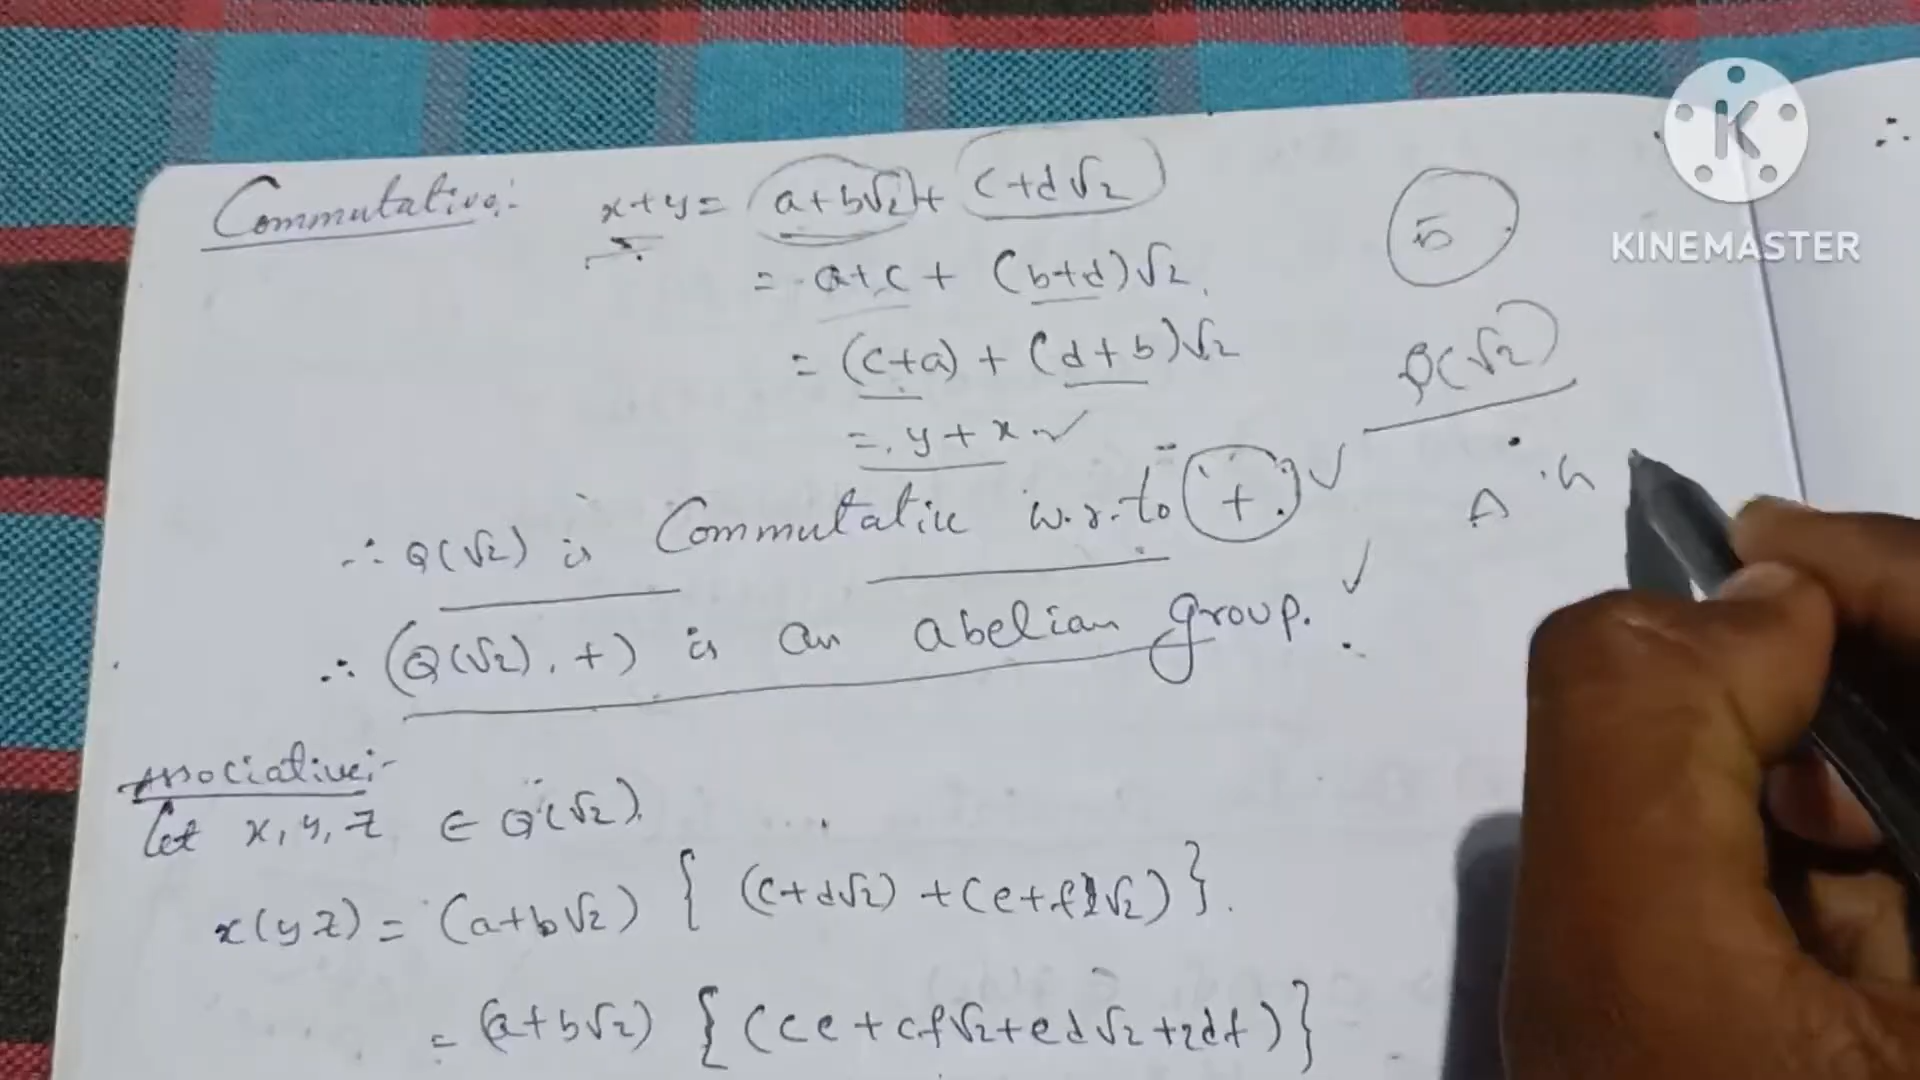 Commutative:- x+y = a+b√2 + c+d√2
= a+c + (b+d)√2
= (c+a) + (d+b)√2
= y+x ✓
∴ Q(√2) is Commutative w.r.to + ✓
∴ (Q(√2), +) is an abelian group. ✓
Associative:-
Let x, y, z ∈ Q(√2).
x(yz) = (a+b√2) { (c+d√2) + (e+f√2) }.
= (a+b√2) { (ce+cf√2+ed√2+2df) }
5
Q(√2)
K
KINEMASTER
∴